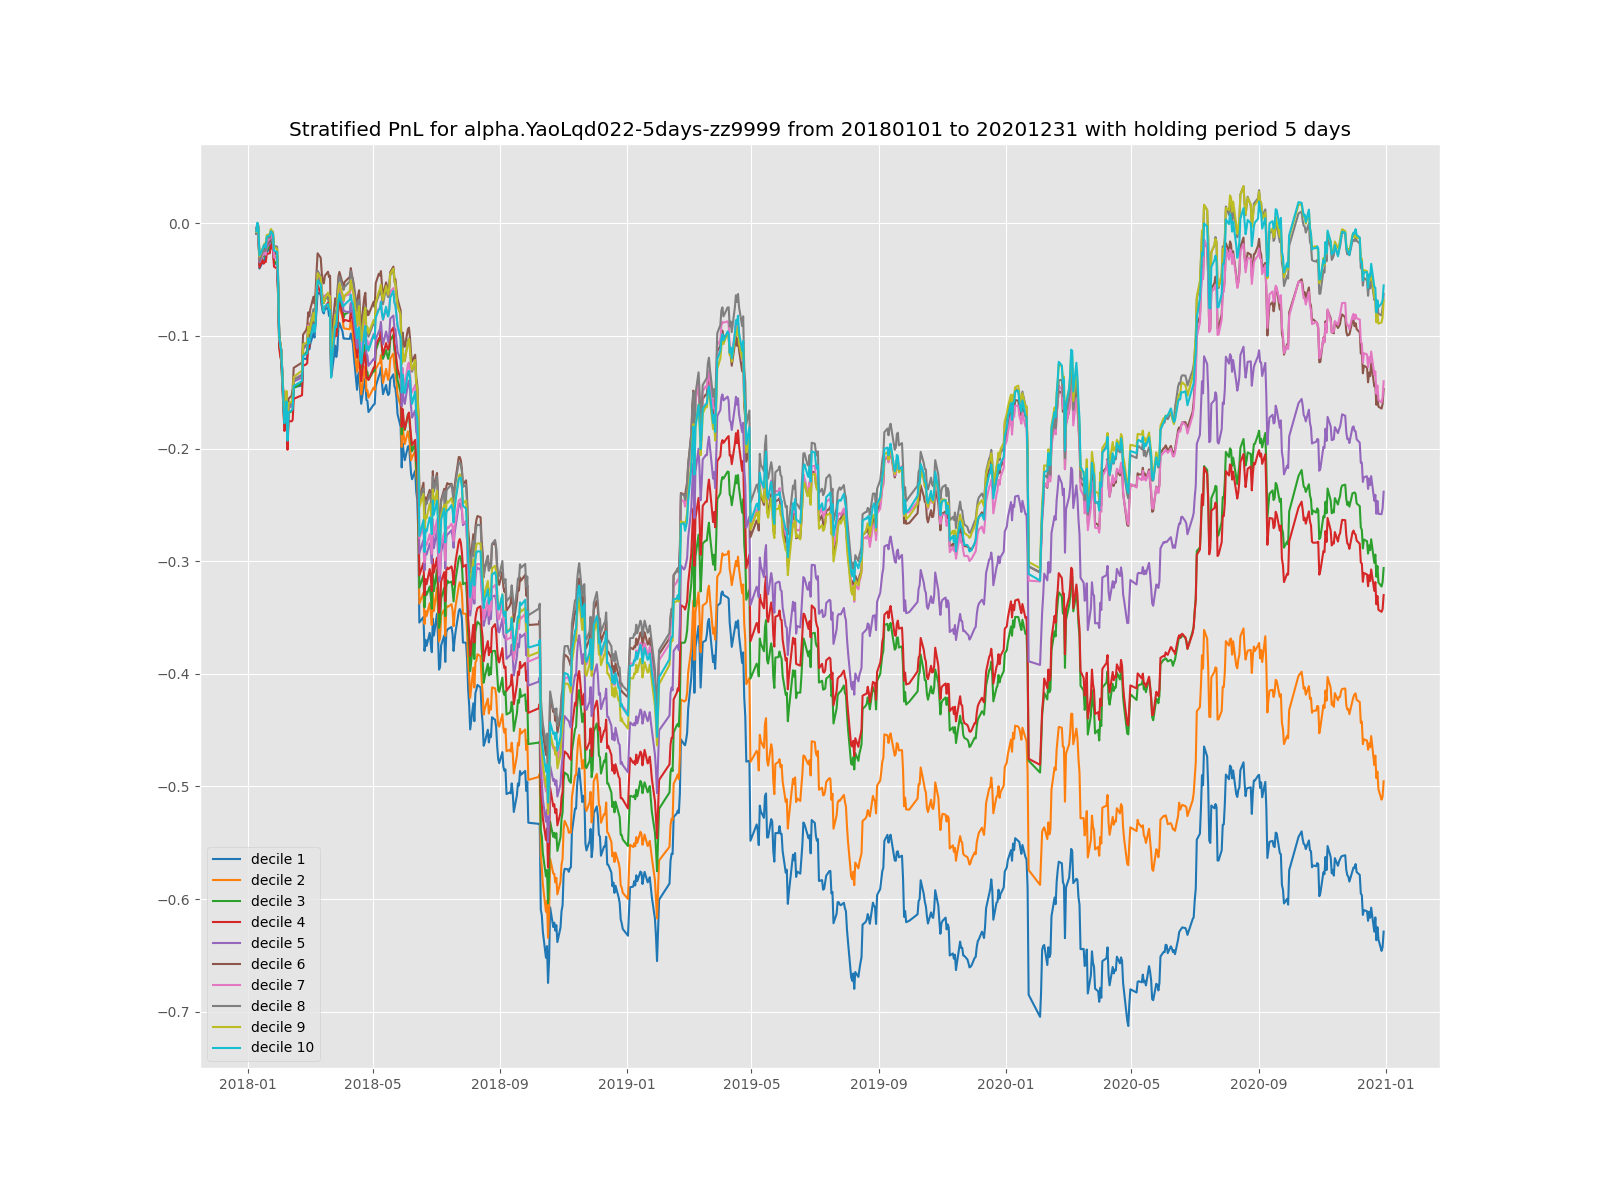 Stratified PnL for alpha.YaoLqd022-5days-zz9999 from 20180101 to 20201231 with holding period 5 days
0.0
−0.1
−0.2
−0.3
−0.4
−0.5
−0.6
−0.7
decile 1
decile 2
decile 3
decile 4
decile 5
decile 6
decile 7
decile 8
decile 9
decile 10
2018-01 2018-05 2018-09 2019-01 2019-05 2019-09 2020-01 2020-05 2020-09 2021-01